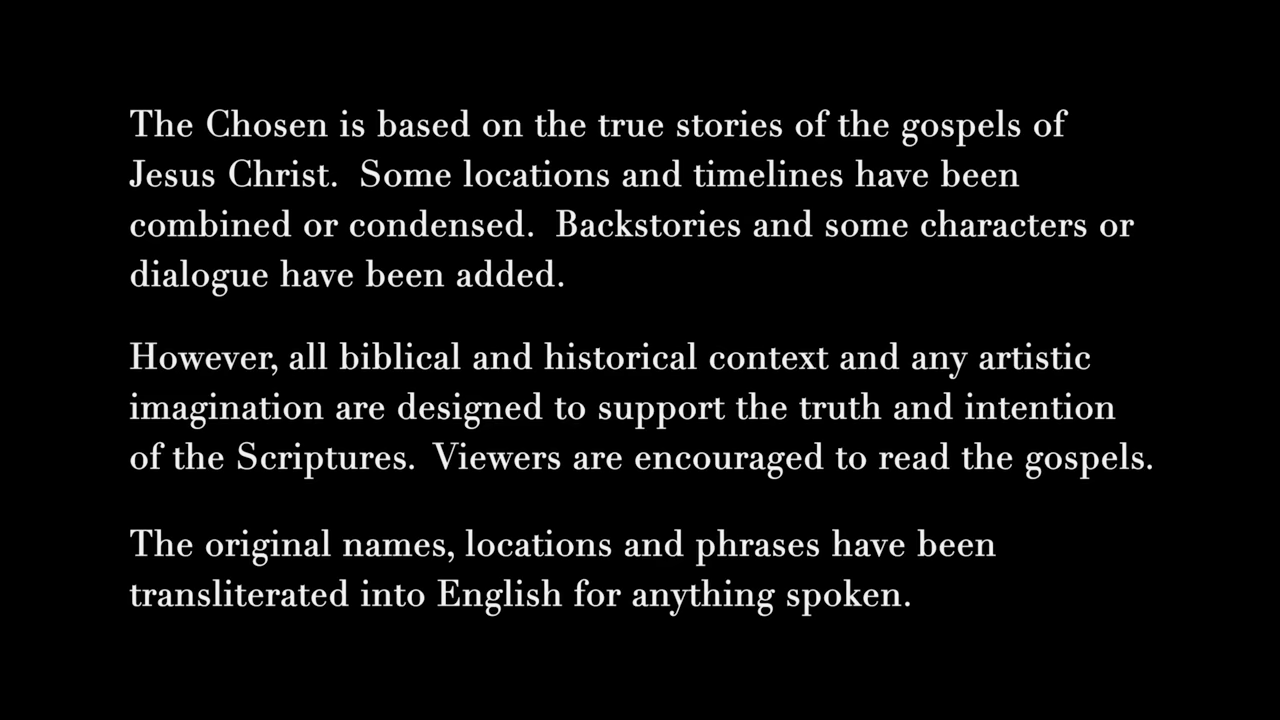 The Chosen is based on the true stories of the gospels of
Jesus Christ.  Some locations and timelines have been
combined or condensed.  Backstories and some characters or
dialogue have been added.
However, all biblical and historical context and any artistic
imagination are designed to support the truth and intention
of the Scriptures.  Viewers are encouraged to read the gospels.
The original names, locations and phrases have been
transliterated into English for anything spoken.